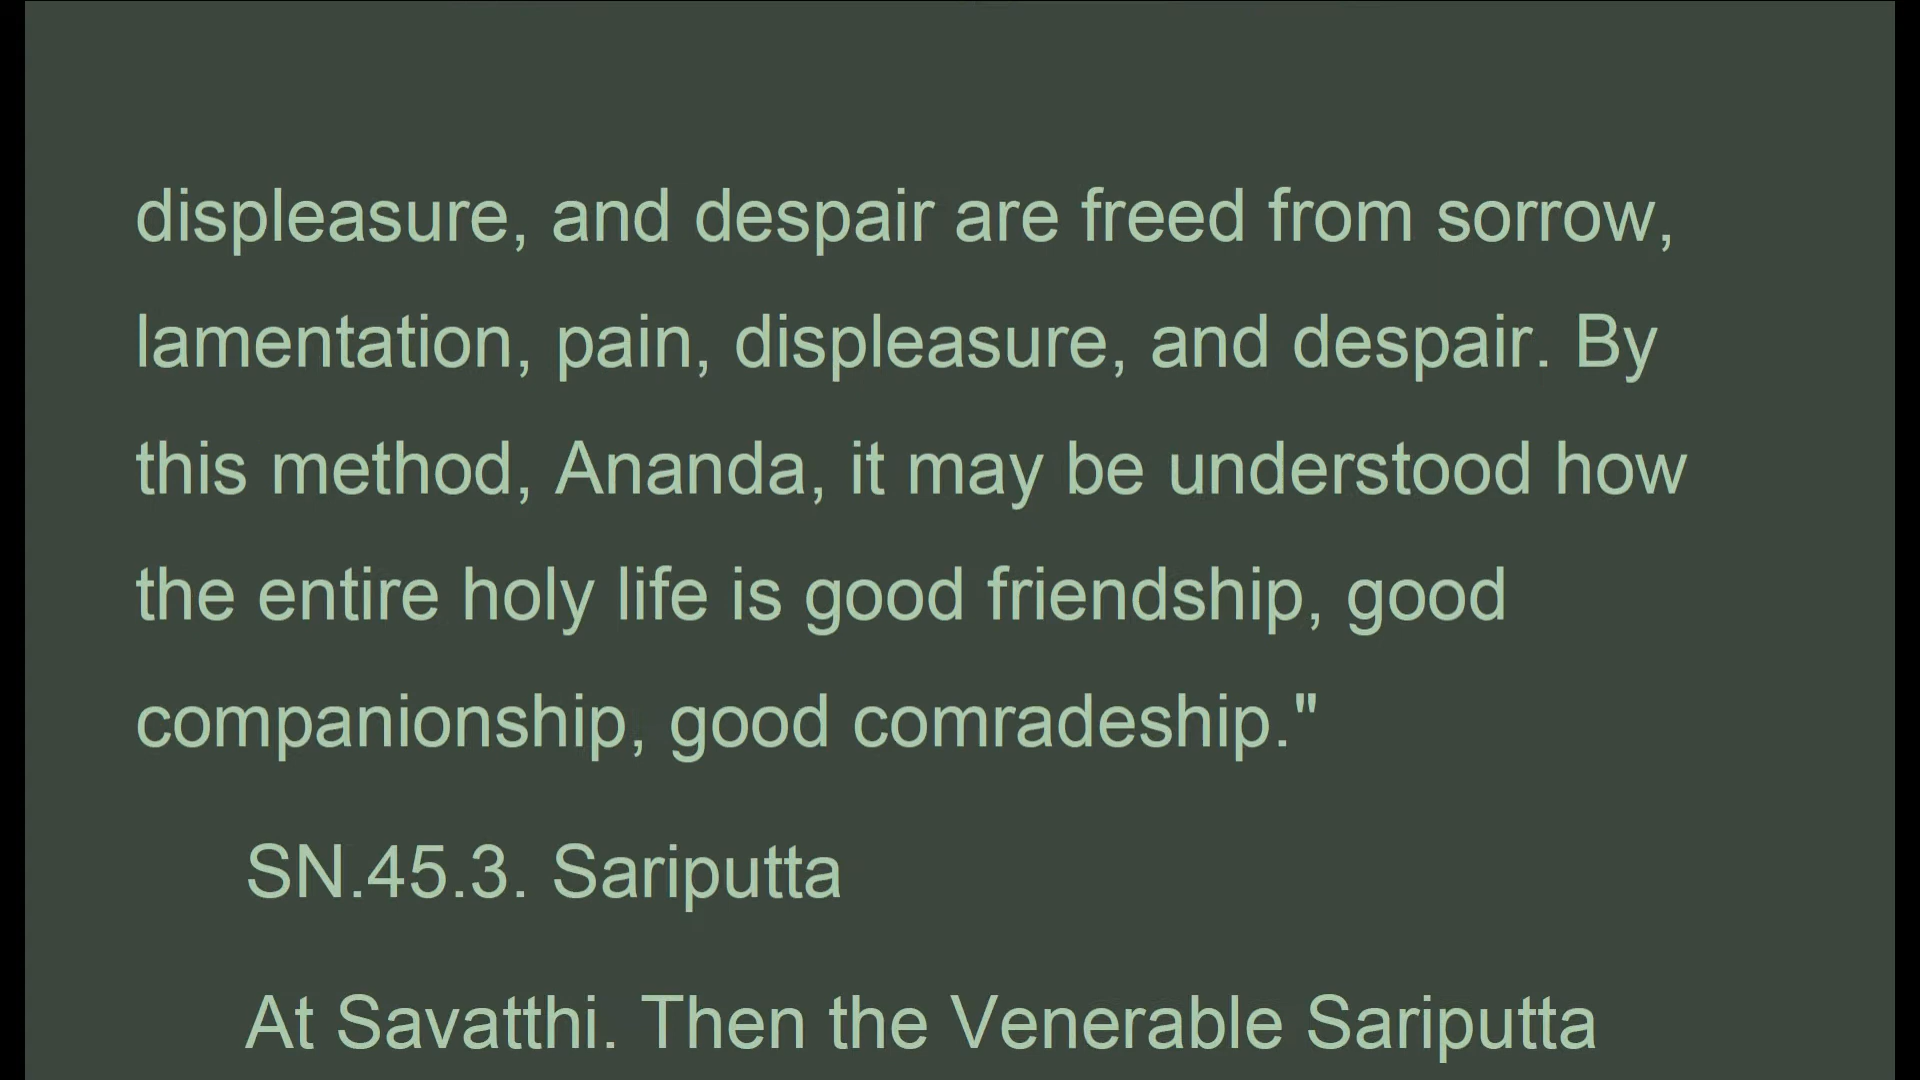 displeasure, and despair are freed from sorrow,
lamentation, pain, displeasure, and despair. By
this method, Ananda, it may be understood how
the entire holy life is good friendship, good
companionship, good comradeship."
SN.45.3. Sariputta
At Savatthi. Then the Venerable Sariputta